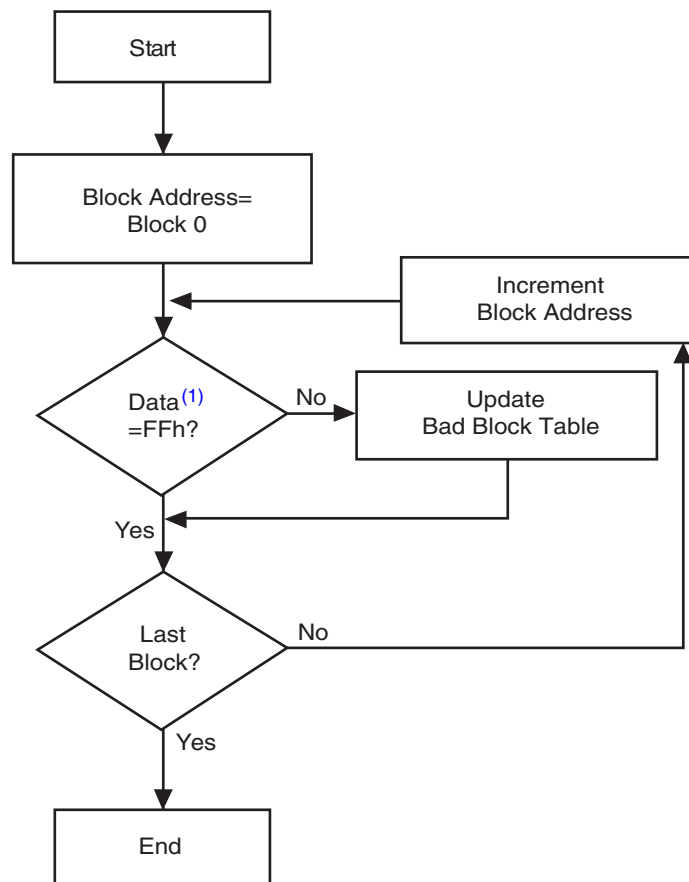 Start
Block Address=
Block 0
Increment
Block Address
Data(1)
=FFh?
No
Update
Bad Block Table
Yes
Last
Block?
No
Yes
End